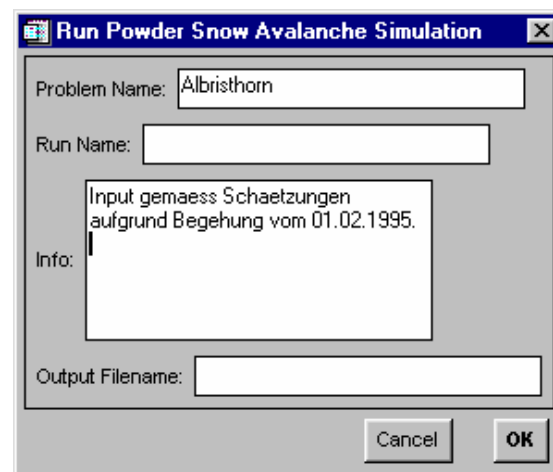 Run Powder Snow Avalanche Simulation
Problem Name: Albristhorn
Run Name:
Info:
Input gemaess Schaetzungen
aufgrund Begehung vom 01.02.1995.
Output Filename:
Cancel OK